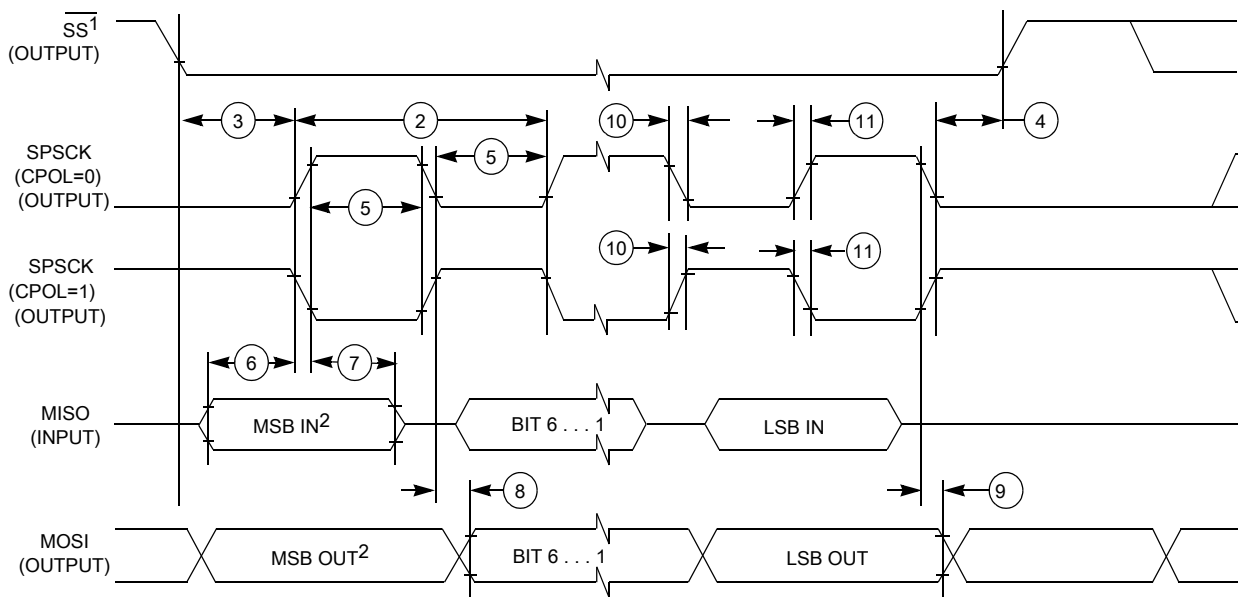 SS¹
(OUTPUT)
3
2
10
11
4
SPSCK
(CPOL=0)
(OUTPUT)
5
5
SPSCK
(CPOL=1)
(OUTPUT)
10
11
6
7
MISO
(INPUT)
MSB IN²
BIT 6 . . . 1
LSB IN
8
9
MOSI
(OUTPUT)
MSB OUT²
BIT 6 . . . 1
LSB OUT